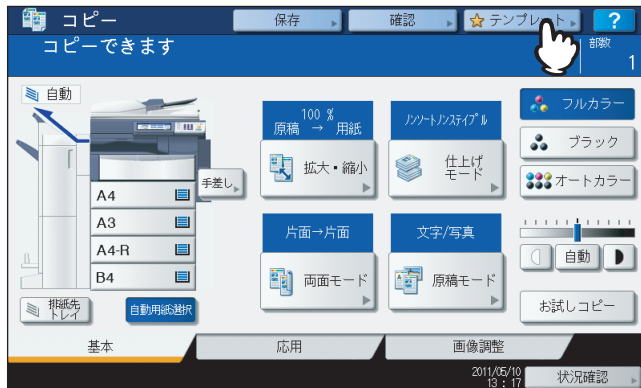 コピー
保存
確認
テンプレート
?
コピーできます
部数
1
自動
100 %
原稿 → 用紙
ノンソートノンステイプル
フルカラー
拡大・縮小
仕上げ
モード
ブラック
手差し
オートカラー
A4
A3
A4-R
B4
片面→片面
文字/写真
自動
両面モード
原稿モード
排紙先
トレイ
自動用紙選択
お試しコピー
基本
応用
画像調整
2011/05/10
13 : 17
状況確認